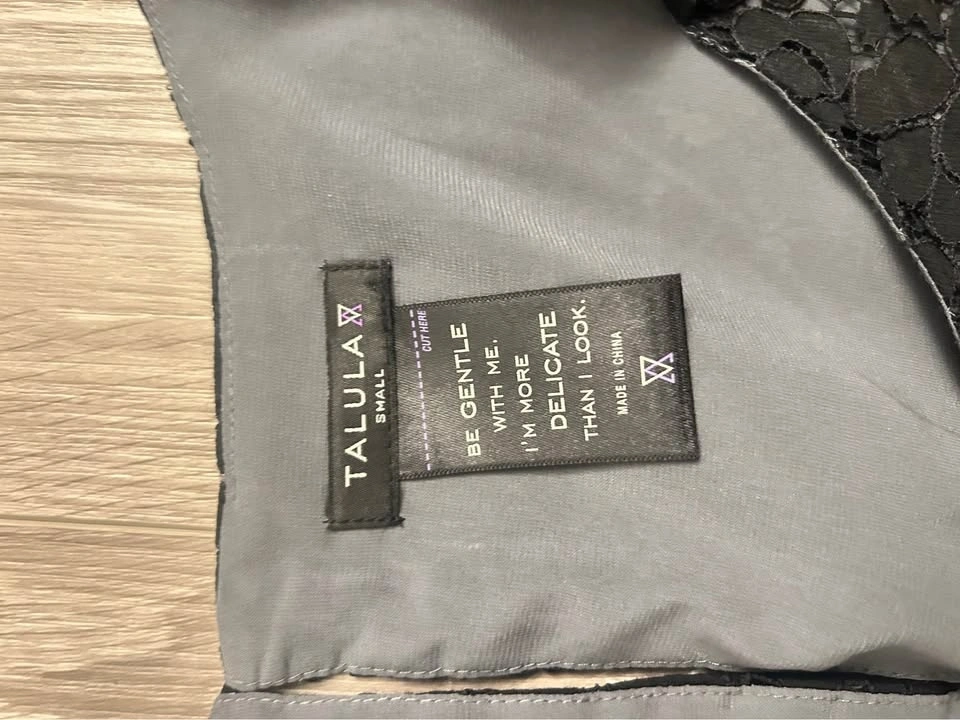 TALULA
SMALL
CUT HERE
BE GENTLE
WITH ME.
I'M MORE
DELICATE
THAN I LOOK.
MADE IN CHINA